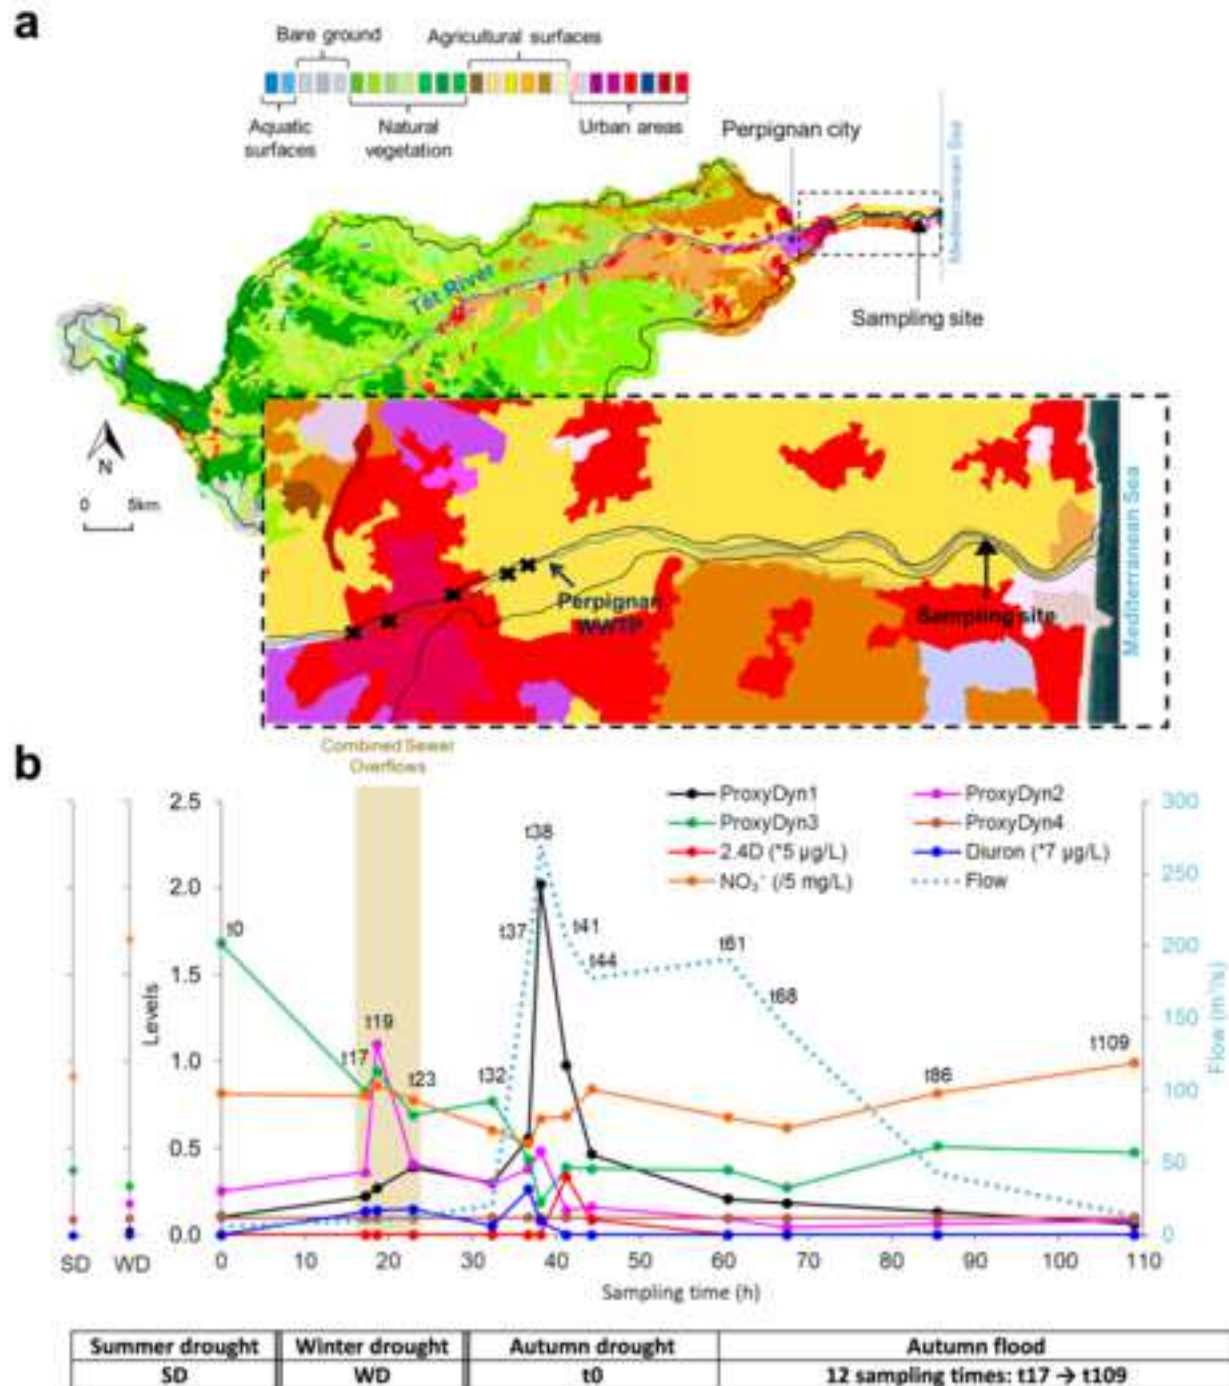 a
Bare ground
Agricultural surfaces
Aquatic surfaces
Natural vegetation
Urban areas
Perpignan city
Mediterranean Sea
Têt River
Sampling site
N
0 5km
Perpignan WWTP
Sampling site
Mediterranean Sea
b
Combined Sewer Overflows
ProxyDyn1
ProxyDyn2
ProxyDyn3
ProxyDyn4
2.4D (*5 µg/L)
Diuron (*7 µg/L)
NO₃⁻ (/5 mg/L)
Flow
2.5
2.0
1.5
1.0
0.5
0.0
Levels
300
250
200
150
100
50
0
Flow (m³/s)
t0
t17
t19
t23
t32
t37
t38
t41
t44
t61
t68
t86
t109
SD
WD
0 10 20 30 40 50 60 70 80 90 100 110
Sampling time (h)
Summer drought Winter drought Autumn drought Autumn flood
SD WD t0 12 sampling times: t17 → t109